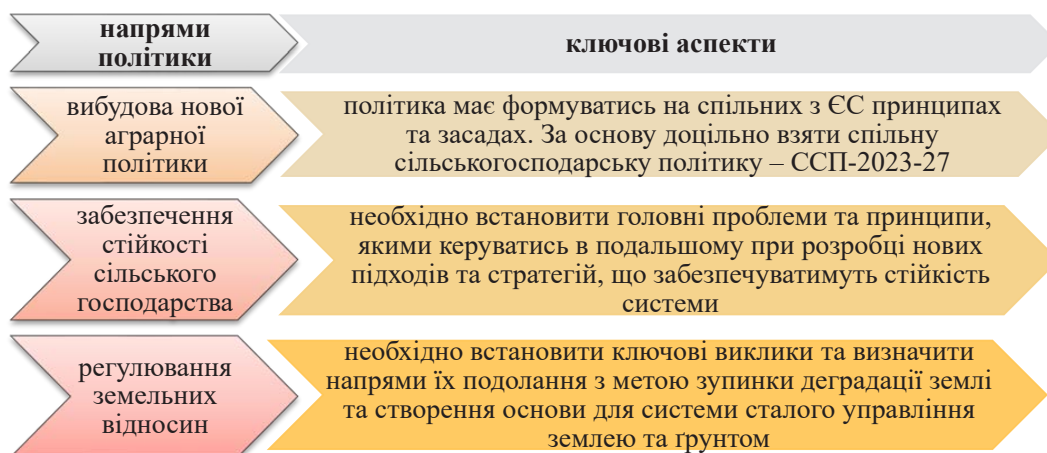 напрями
політики
ключові аспекти
вибудова нової
аграрної
політики
політика має формуватись на спільних з ЄС принципах
та засадах. За основу доцільно взяти спільну
сільськогосподарську політику – ССП-2023-27
забезпечення
стійкості
сільського
господарства
необхідно встановити головні проблеми та принципи,
якими керуватись в подальшому при розробці нових
підходів та стратегій, що забезпечуватимуть стійкість
системи
регулювання
земельних
відносин
необхідно встановити ключові виклики та визначити
напрями їх подолання з метою зупинки деградації землі
та створення основи для системи сталого управління
землею та ґрунтом